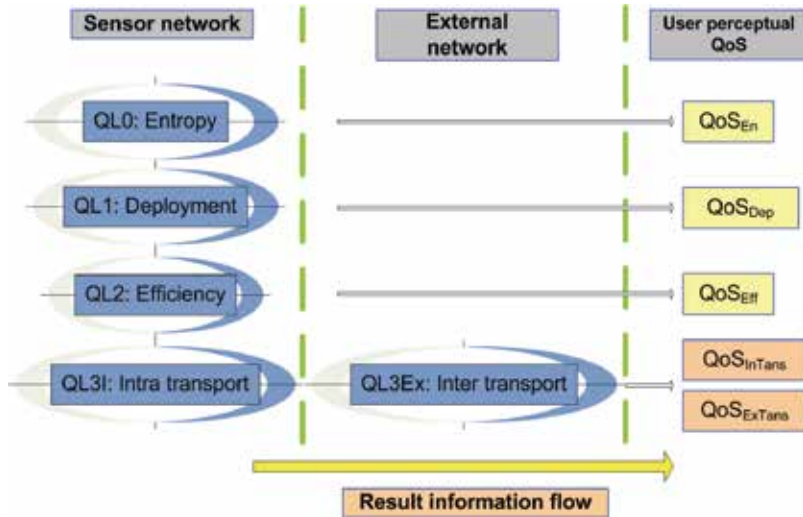 Sensor network
External
network
User perceptual
QoS
QL0: Entropy
QoSEn
QL1: Deployment
QoSDep
QL2: Efficiency
QoSEff
QL3I: Intra transport
QL3Ex: Inter transport
QoSInTans
QoSExTans
Result information flow